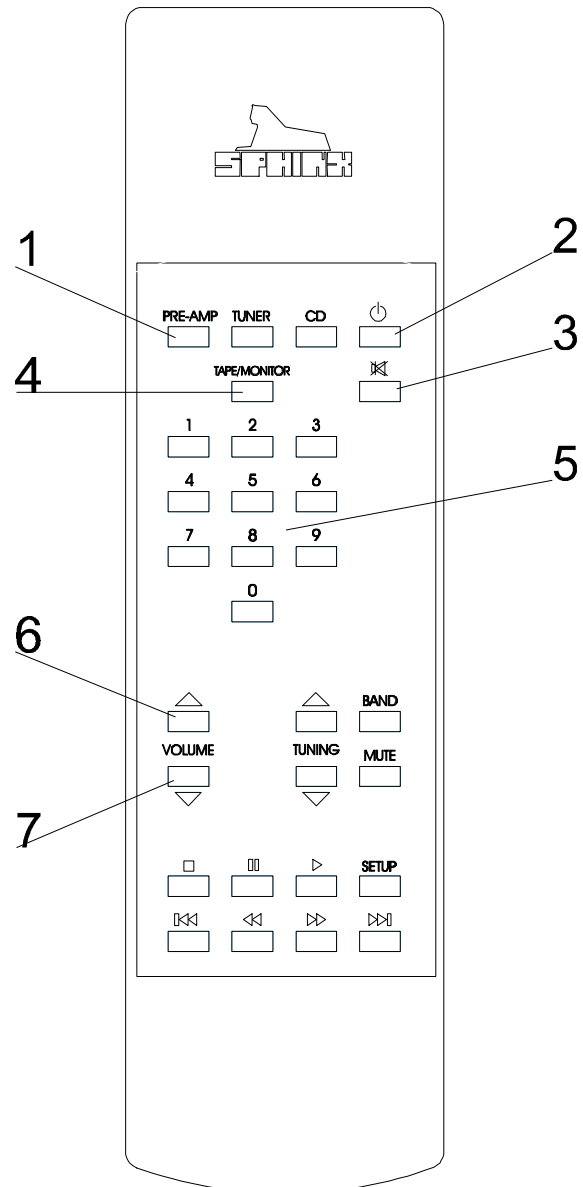 SPHINX
1
2
PRE-AMP TUNER CD
3
4
TAPE/MONITOR
1 2 3
5
4 5 6
7 8 9
0
6
BAND
VOLUME TUNING MUTE
7
SETUP